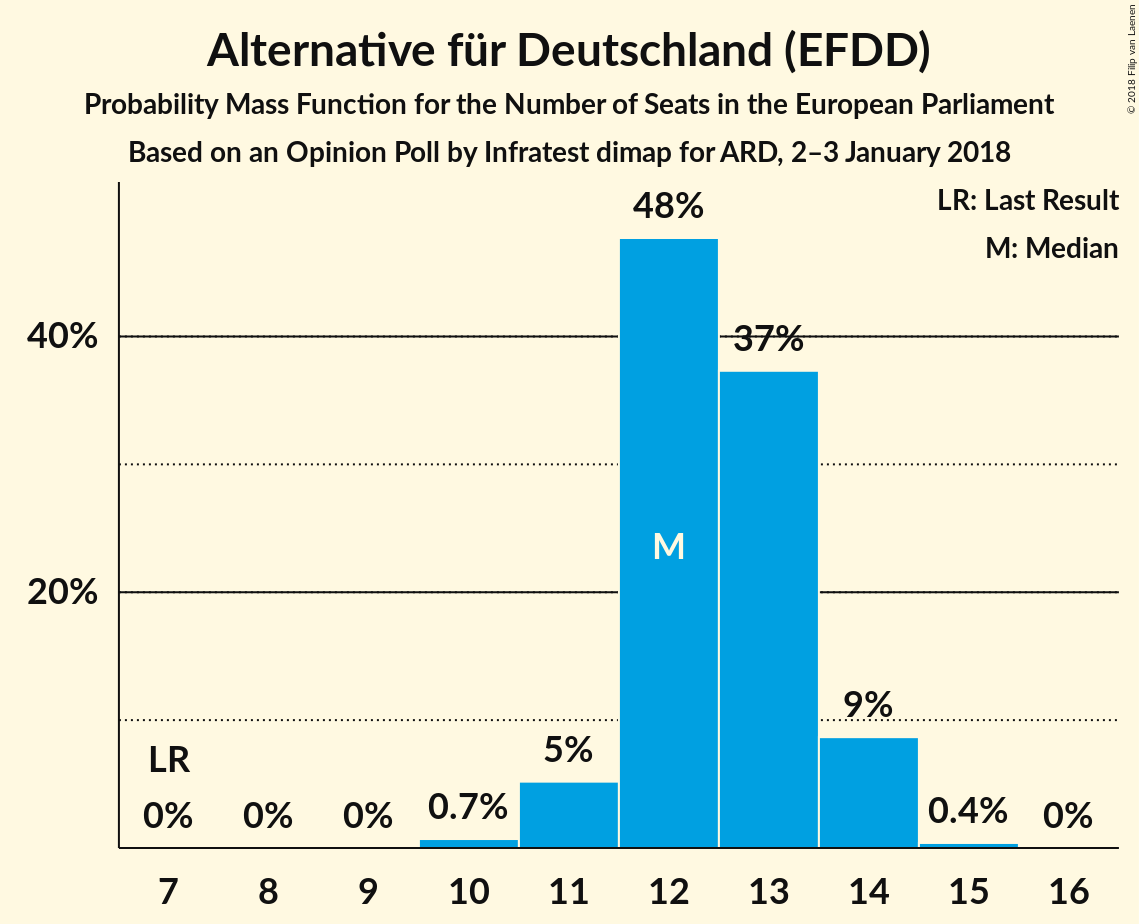 Alternative für Deutschland (EFDD)
Probability Mass Function for the Number of Seats in the European Parliament
Based on an Opinion Poll by Infratest dimap for ARD, 2–3 January 2018
© 2018 Filip van Laenen
LR: Last Result
M: Median
48%
40%
37%
M
20%
9%
5%
LR
0% 0% 0% 0.7% 0.4% 0%
7 8 9 10 11 12 13 14 15 16